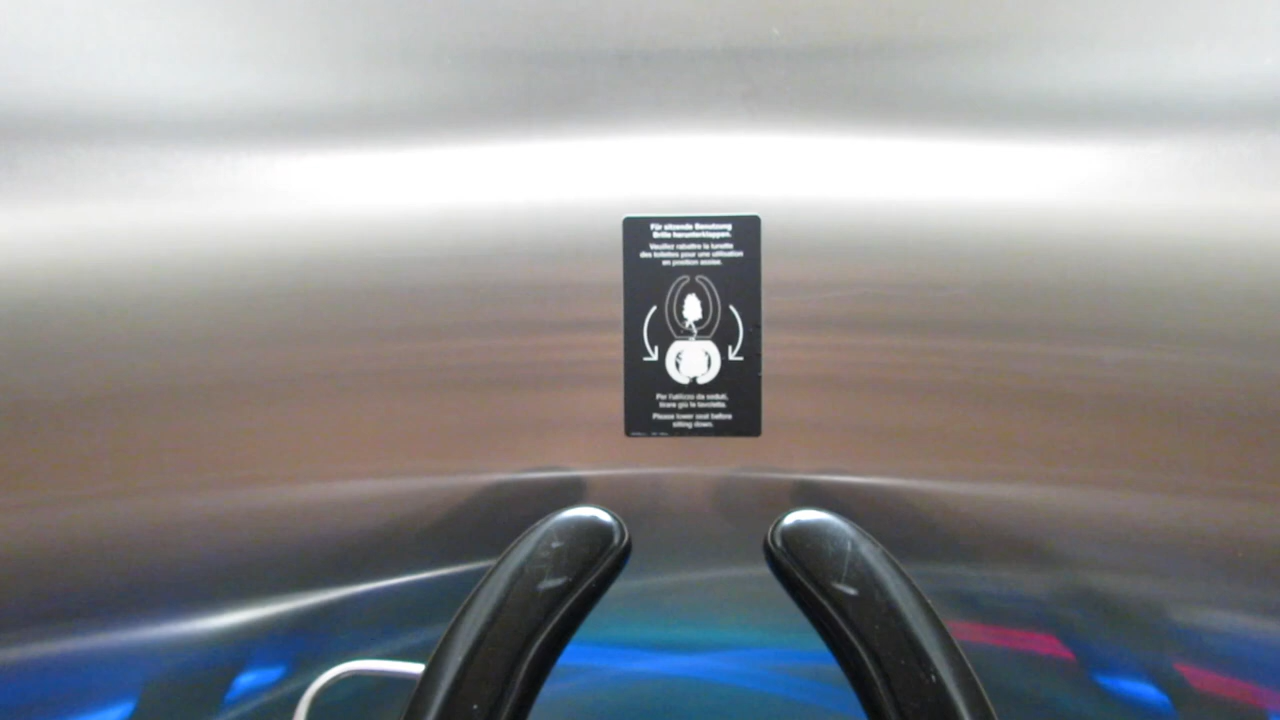 Für sitzende Benutzung
Brille herunterklappen.
Veuillez rabattre la lunette
des toilettes pour une utilisation
en position assise.
Per l'utilizzo da seduti,
tirare giù la tavoletta.
Please lower seat before
sitting down.